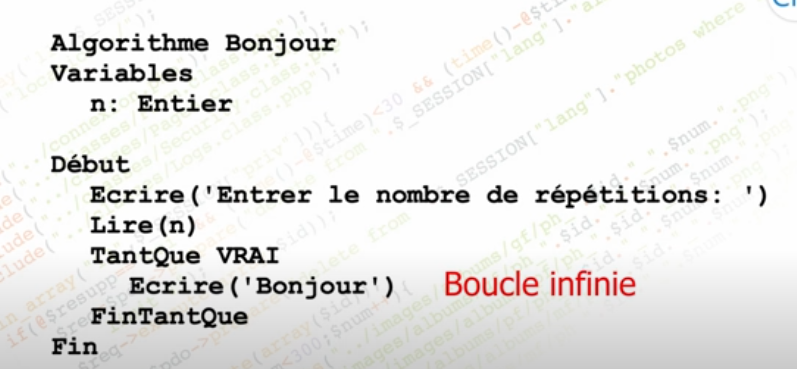 Algorithme Bonjour
Variables
n: Entier
Début
Ecrire('Entrer le nombre de répétitions: ')
Lire(n)
TantQue VRAI
Ecrire('Bonjour') Boucle infinie
FinTantQue
Fin